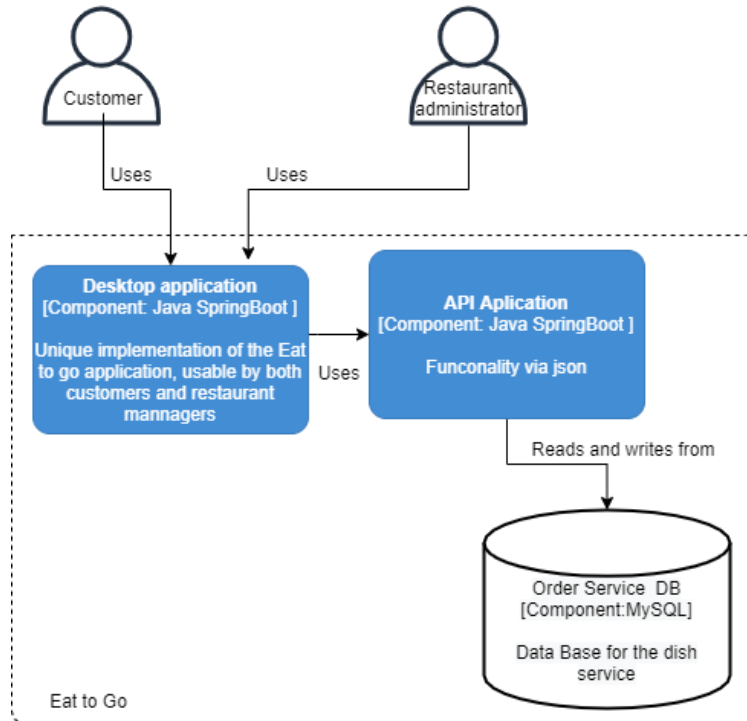 Customer
Restaurant
administrator
Uses
Uses
Desktop application
[Component: Java SpringBoot ]
Unique implementation of the Eat
to go application, usable by both
customers and restaurant
mannagers
Uses
API Aplication
[Component: Java SpringBoot ]
Funconality via json
Reads and writes from
Order Service DB
[Component:MySQL]
Data Base for the dish
service
Eat to Go